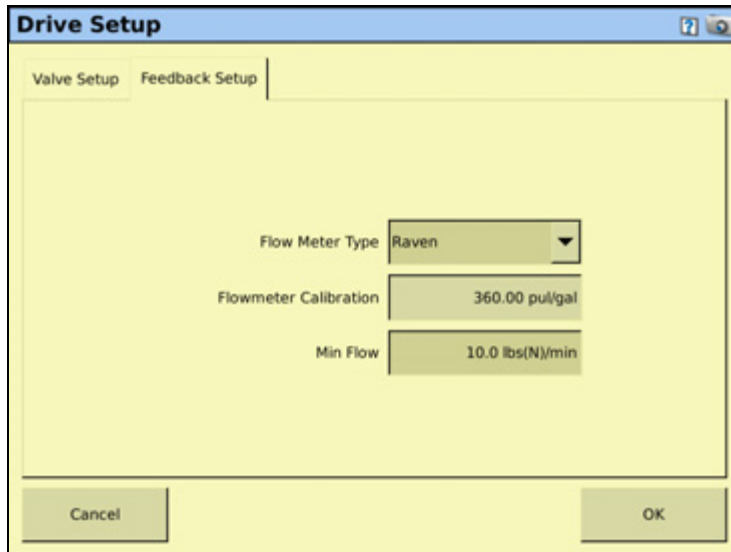 Drive Setup
Valve Setup Feedback Setup
Flow Meter Type Raven
Flowmeter Calibration 360.00 pul/gal
Min Flow 10.0 lbs(N)/min
Cancel OK